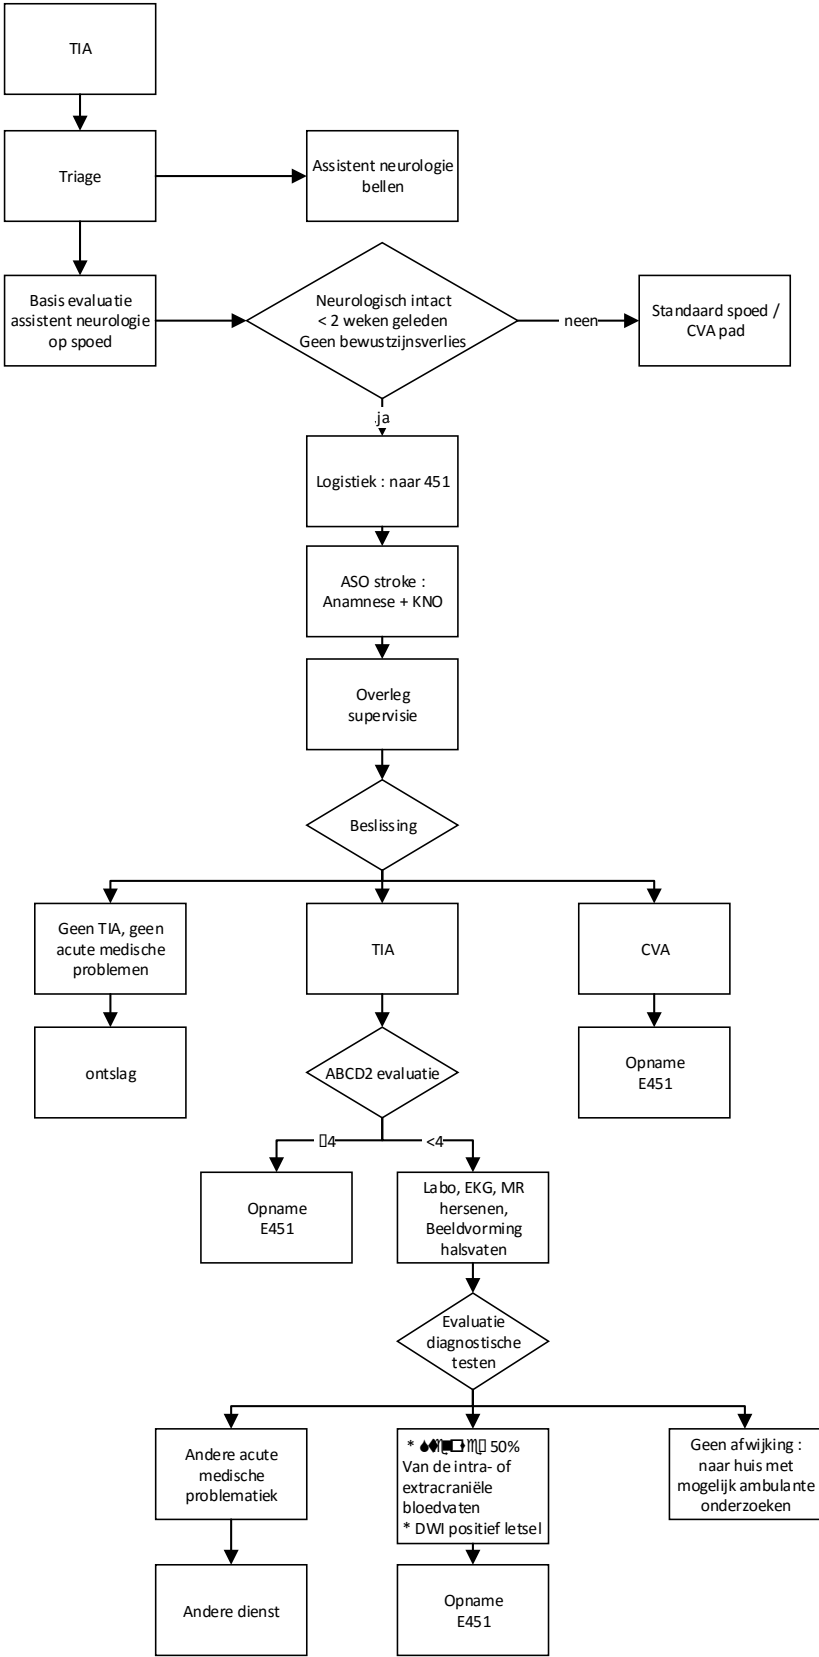 TIA
Triage
Assistent neurologie
bellen
Basis evaluatie
assistent neurologie
op spoed
Neurologisch intact
< 2 weken geleden
Geen bewustzijnsverlies
neen
Standaard spoed /
CVA pad
ja
Logistiek : naar 451
ASO stroke :
Anamnese + KNO
Overleg
supervisie
Beslissing
Geen TIA, geen
acute medische
problemen
TIA
CVA
ontslag
ABCD2 evaluatie
Opname
E451
4
<4
Opname
E451
Labo, EKG, MR
hersenen,
Beeldvorming
halsvaten
Evaluatie
diagnostische
testen
Andere acute
medische
problematiek
* 50%
Van de intra- of
extracraniële
bloedvaten
* DWI positief letsel
Geen afwijking :
naar huis met
mogelijk ambulante
onderzoeken
Andere dienst
Opname
E451